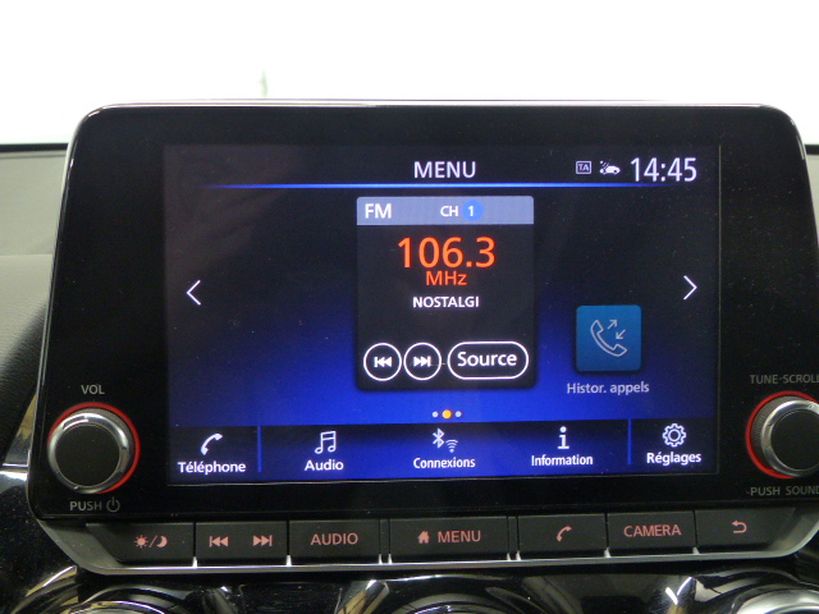 MENU TA 14:45
FM CH 1
106.3
MHz
NOSTALGI
Source
Histor. appels
VOL
TUNE-SCROLL
Téléphone Audio Connexions Information Réglages
PUSH
PUSH SOUND
AUDIO MENU CAMERA